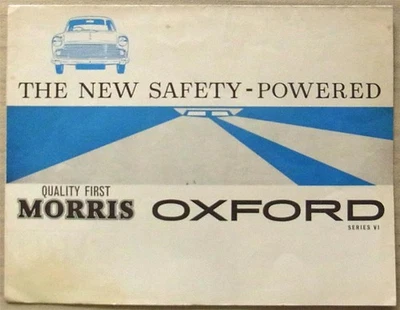 THE NEW SAFETY-POWERED
QUALITY FIRST
MORRIS OXFORD
SERIES VI